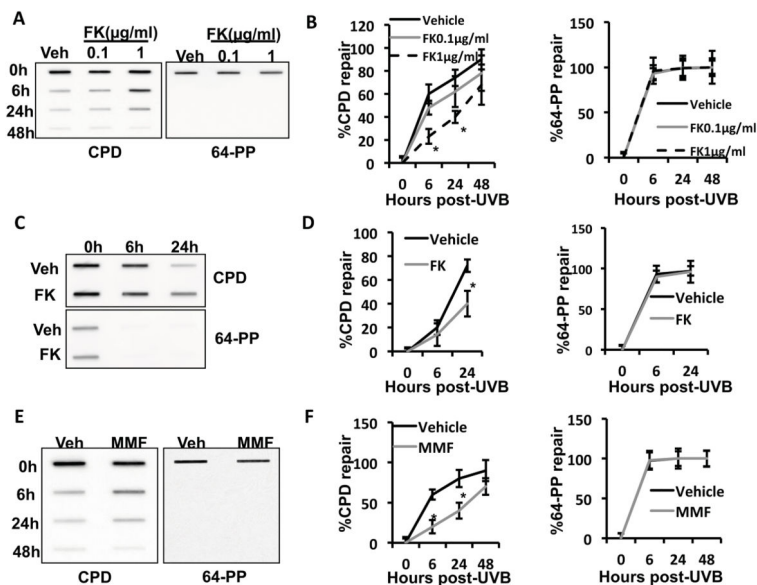 A
FK(µg/ml)
Veh 0.1 1
FK(µg/ml)
Veh 0.1 1
0h
6h
24h
48h
CPD
64-PP
B
%CPD repair
120
100
80
60
40
20
0
Vehicle
FK0.1µg/ml
FK1µg/ml
*
*
0 6 24 48
Hours post-UVB
%64-PP repair
150
100
50
0
Vehicle
FK0.1µg/ml
FK1µg/ml
0 6 24 48
Hours post-UVB
C
0h 6h 24h
Veh
FK
CPD
Veh
FK
64-PP
D
%CPD repair
100
80
60
40
20
0
Vehicle
FK
*
0 6 24
Hours post-UVB
%64-PP repair
150
100
50
0
Vehicle
FK
0 6 24
Hours post-UVB
E
Veh MMF
Veh MMF
0h
6h
24h
48h
CPD
64-PP
F
%CPD repair
150
100
50
0
Vehicle
MMF
*
*
0 6 24 48
Hours post-UVB
%64-PP repair
150
100
50
0
Vehicle
MMF
0 6 24 48
Hours post-UVB